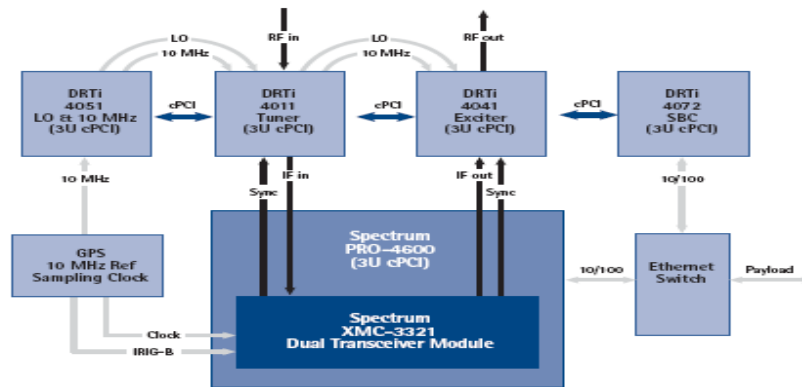 LO
10 MHz
RF in
LO
10 MHz
RF out
DRTi
4051
LO & 10 MHz
(3U cPCI)
cPCI
DRTi
4011
Tuner
(3U cPCI)
cPCI
DRTi
4041
Exciter
(3U cPCI)
cPCI
DRTi
4072
SBC
(3U cPCI)
10 MHz
Sync
IF in
IF out
Sync
10/100
GPS
10 MHz Ref
Sampling Clock
Spectrum
PRO-4600
(3U cPCI)
10/100
Ethernet
Switch
Payload
Clock
IRIG-B
Spectrum
XMC-3321
Dual Transceiver Module